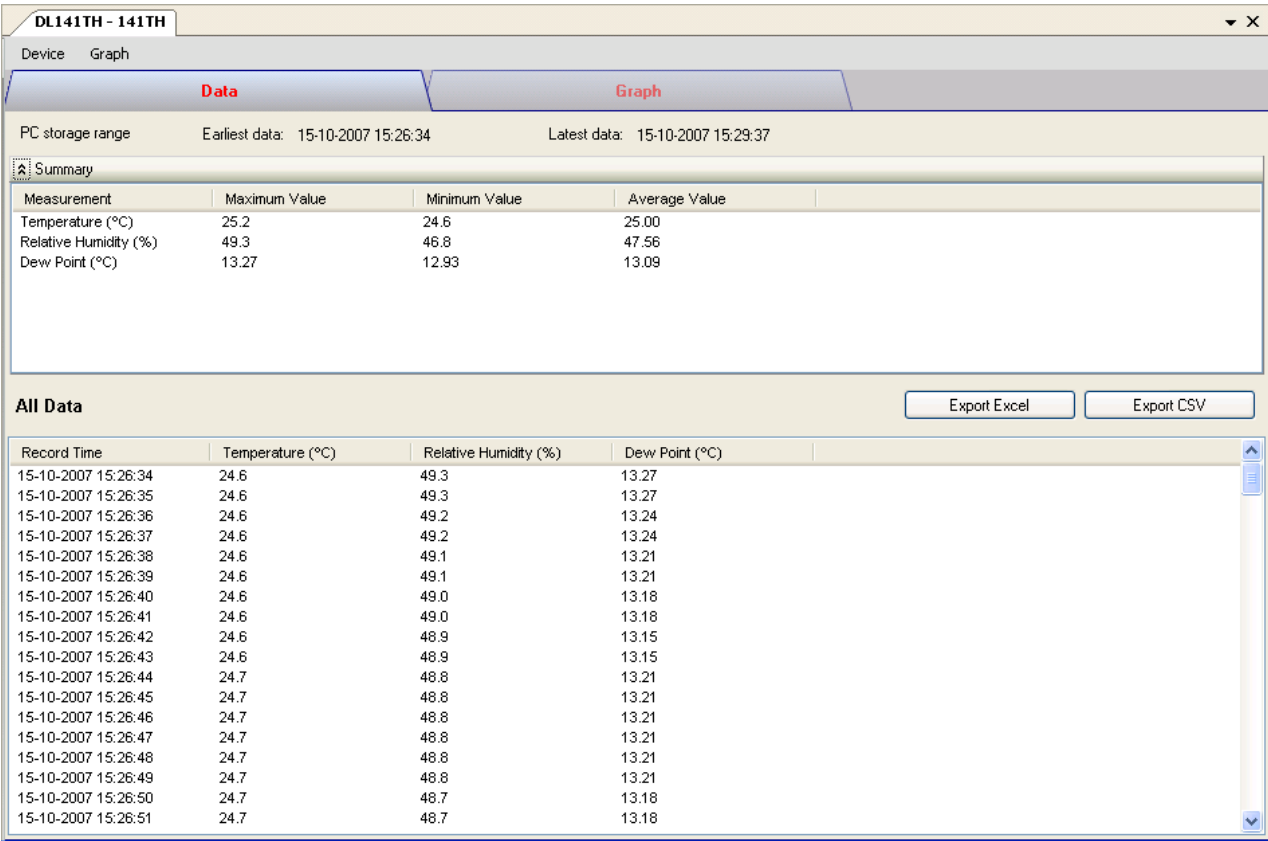 DL141TH - 141TH
Device Graph
Data Graph
PC storage range Earliest data: 15-10-2007 15:26:34 Latest data: 15-10-2007 15:29:37
Summary
Measurement Maximum Value Minimum Value Average Value
Temperature (°C) 25.2 24.6 25.00
Relative Humidity (%) 49.3 46.8 47.56
Dew Point (°C) 13.27 12.93 13.09
All Data Export Excel Export CSV
Record Time Temperature (°C) Relative Humidity (%) Dew Point (°C)
15-10-2007 15:26:34 24.6 49.3 13.27
15-10-2007 15:26:35 24.6 49.3 13.27
15-10-2007 15:26:36 24.6 49.2 13.24
15-10-2007 15:26:37 24.6 49.2 13.24
15-10-2007 15:26:38 24.6 49.1 13.21
15-10-2007 15:26:39 24.6 49.1 13.21
15-10-2007 15:26:40 24.6 49.0 13.18
15-10-2007 15:26:41 24.6 49.0 13.18
15-10-2007 15:26:42 24.6 48.9 13.15
15-10-2007 15:26:43 24.6 48.9 13.15
15-10-2007 15:26:44 24.7 48.8 13.21
15-10-2007 15:26:45 24.7 48.8 13.21
15-10-2007 15:26:46 24.7 48.8 13.21
15-10-2007 15:26:47 24.7 48.8 13.21
15-10-2007 15:26:48 24.7 48.8 13.21
15-10-2007 15:26:49 24.7 48.8 13.21
15-10-2007 15:26:50 24.7 48.7 13.18
15-10-2007 15:26:51 24.7 48.7 13.18